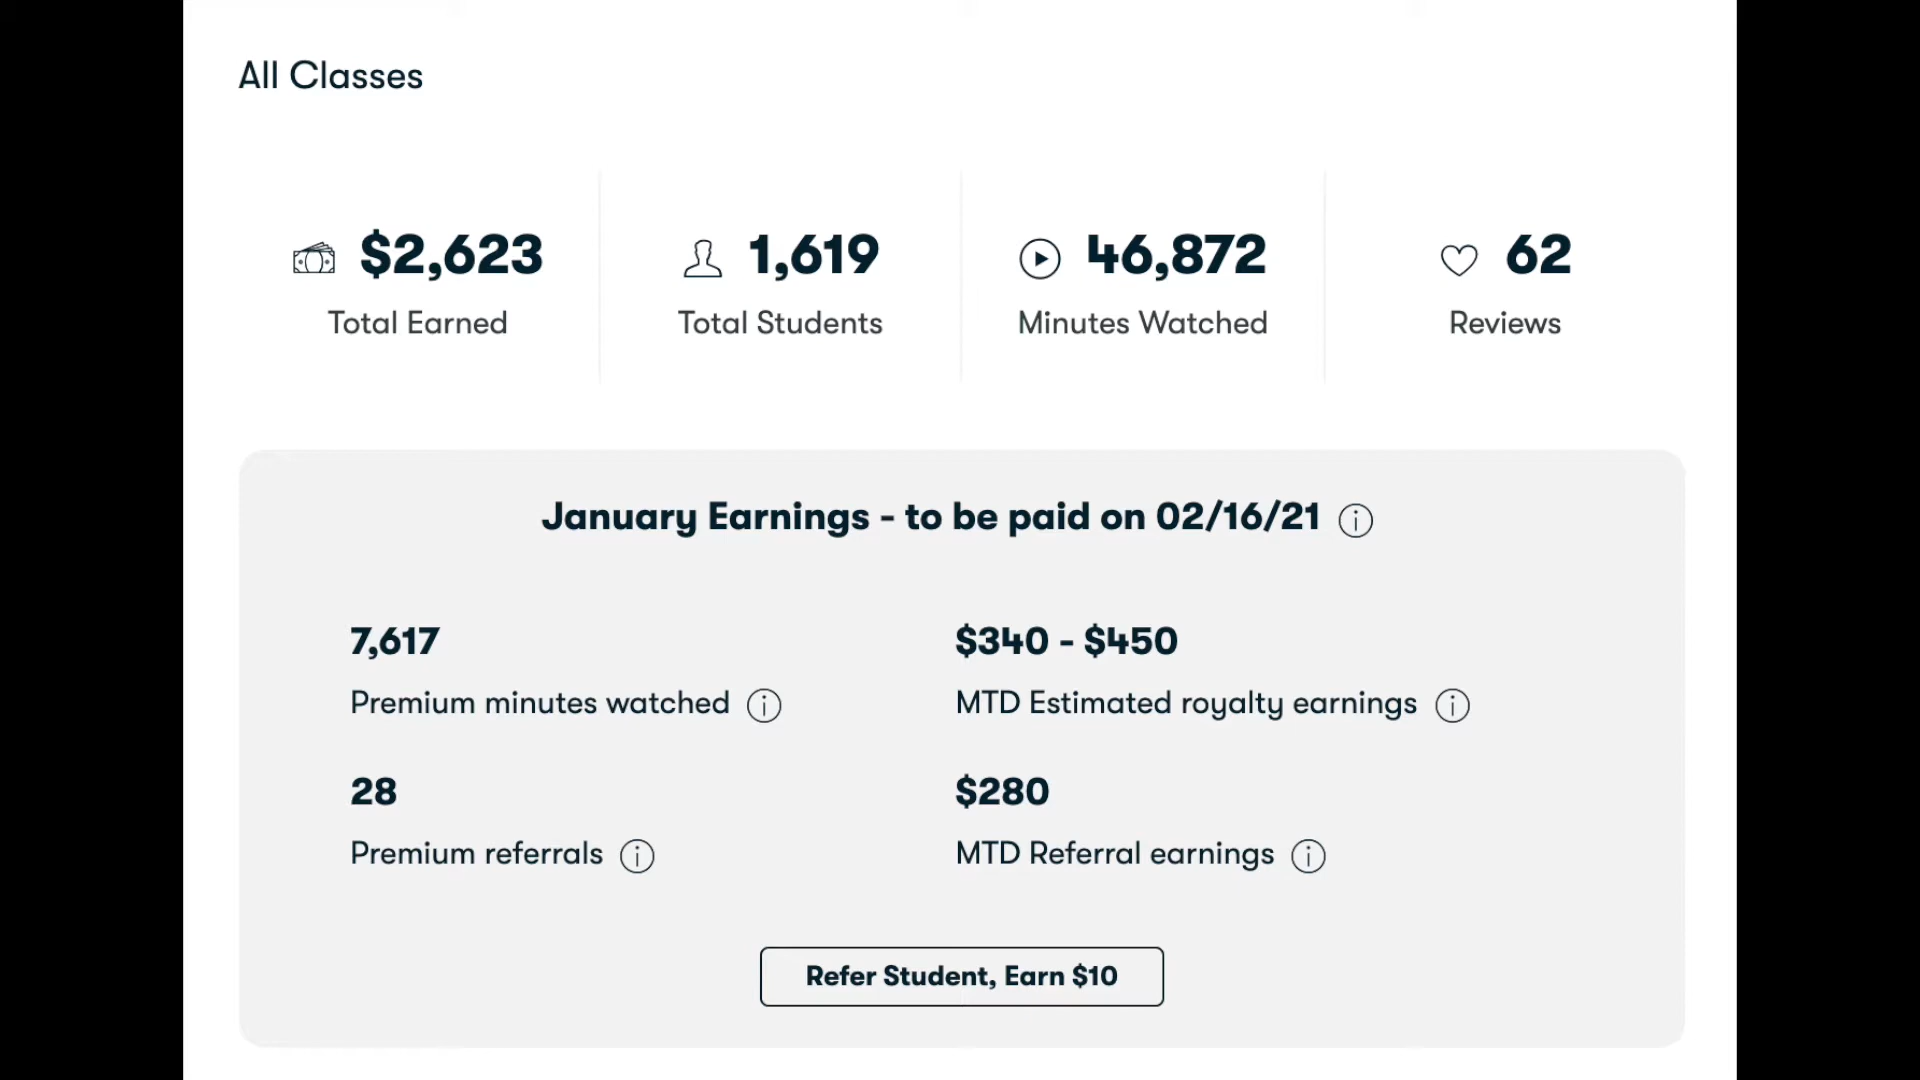 All Classes
$2,623 1,619 46,872 62
Total Earned Total Students Minutes Watched Reviews
January Earnings - to be paid on 02/16/21
7,617 $340 - $450
Premium minutes watched MTD Estimated royalty earnings
28 $280
Premium referrals MTD Referral earnings
Refer Student, Earn $10